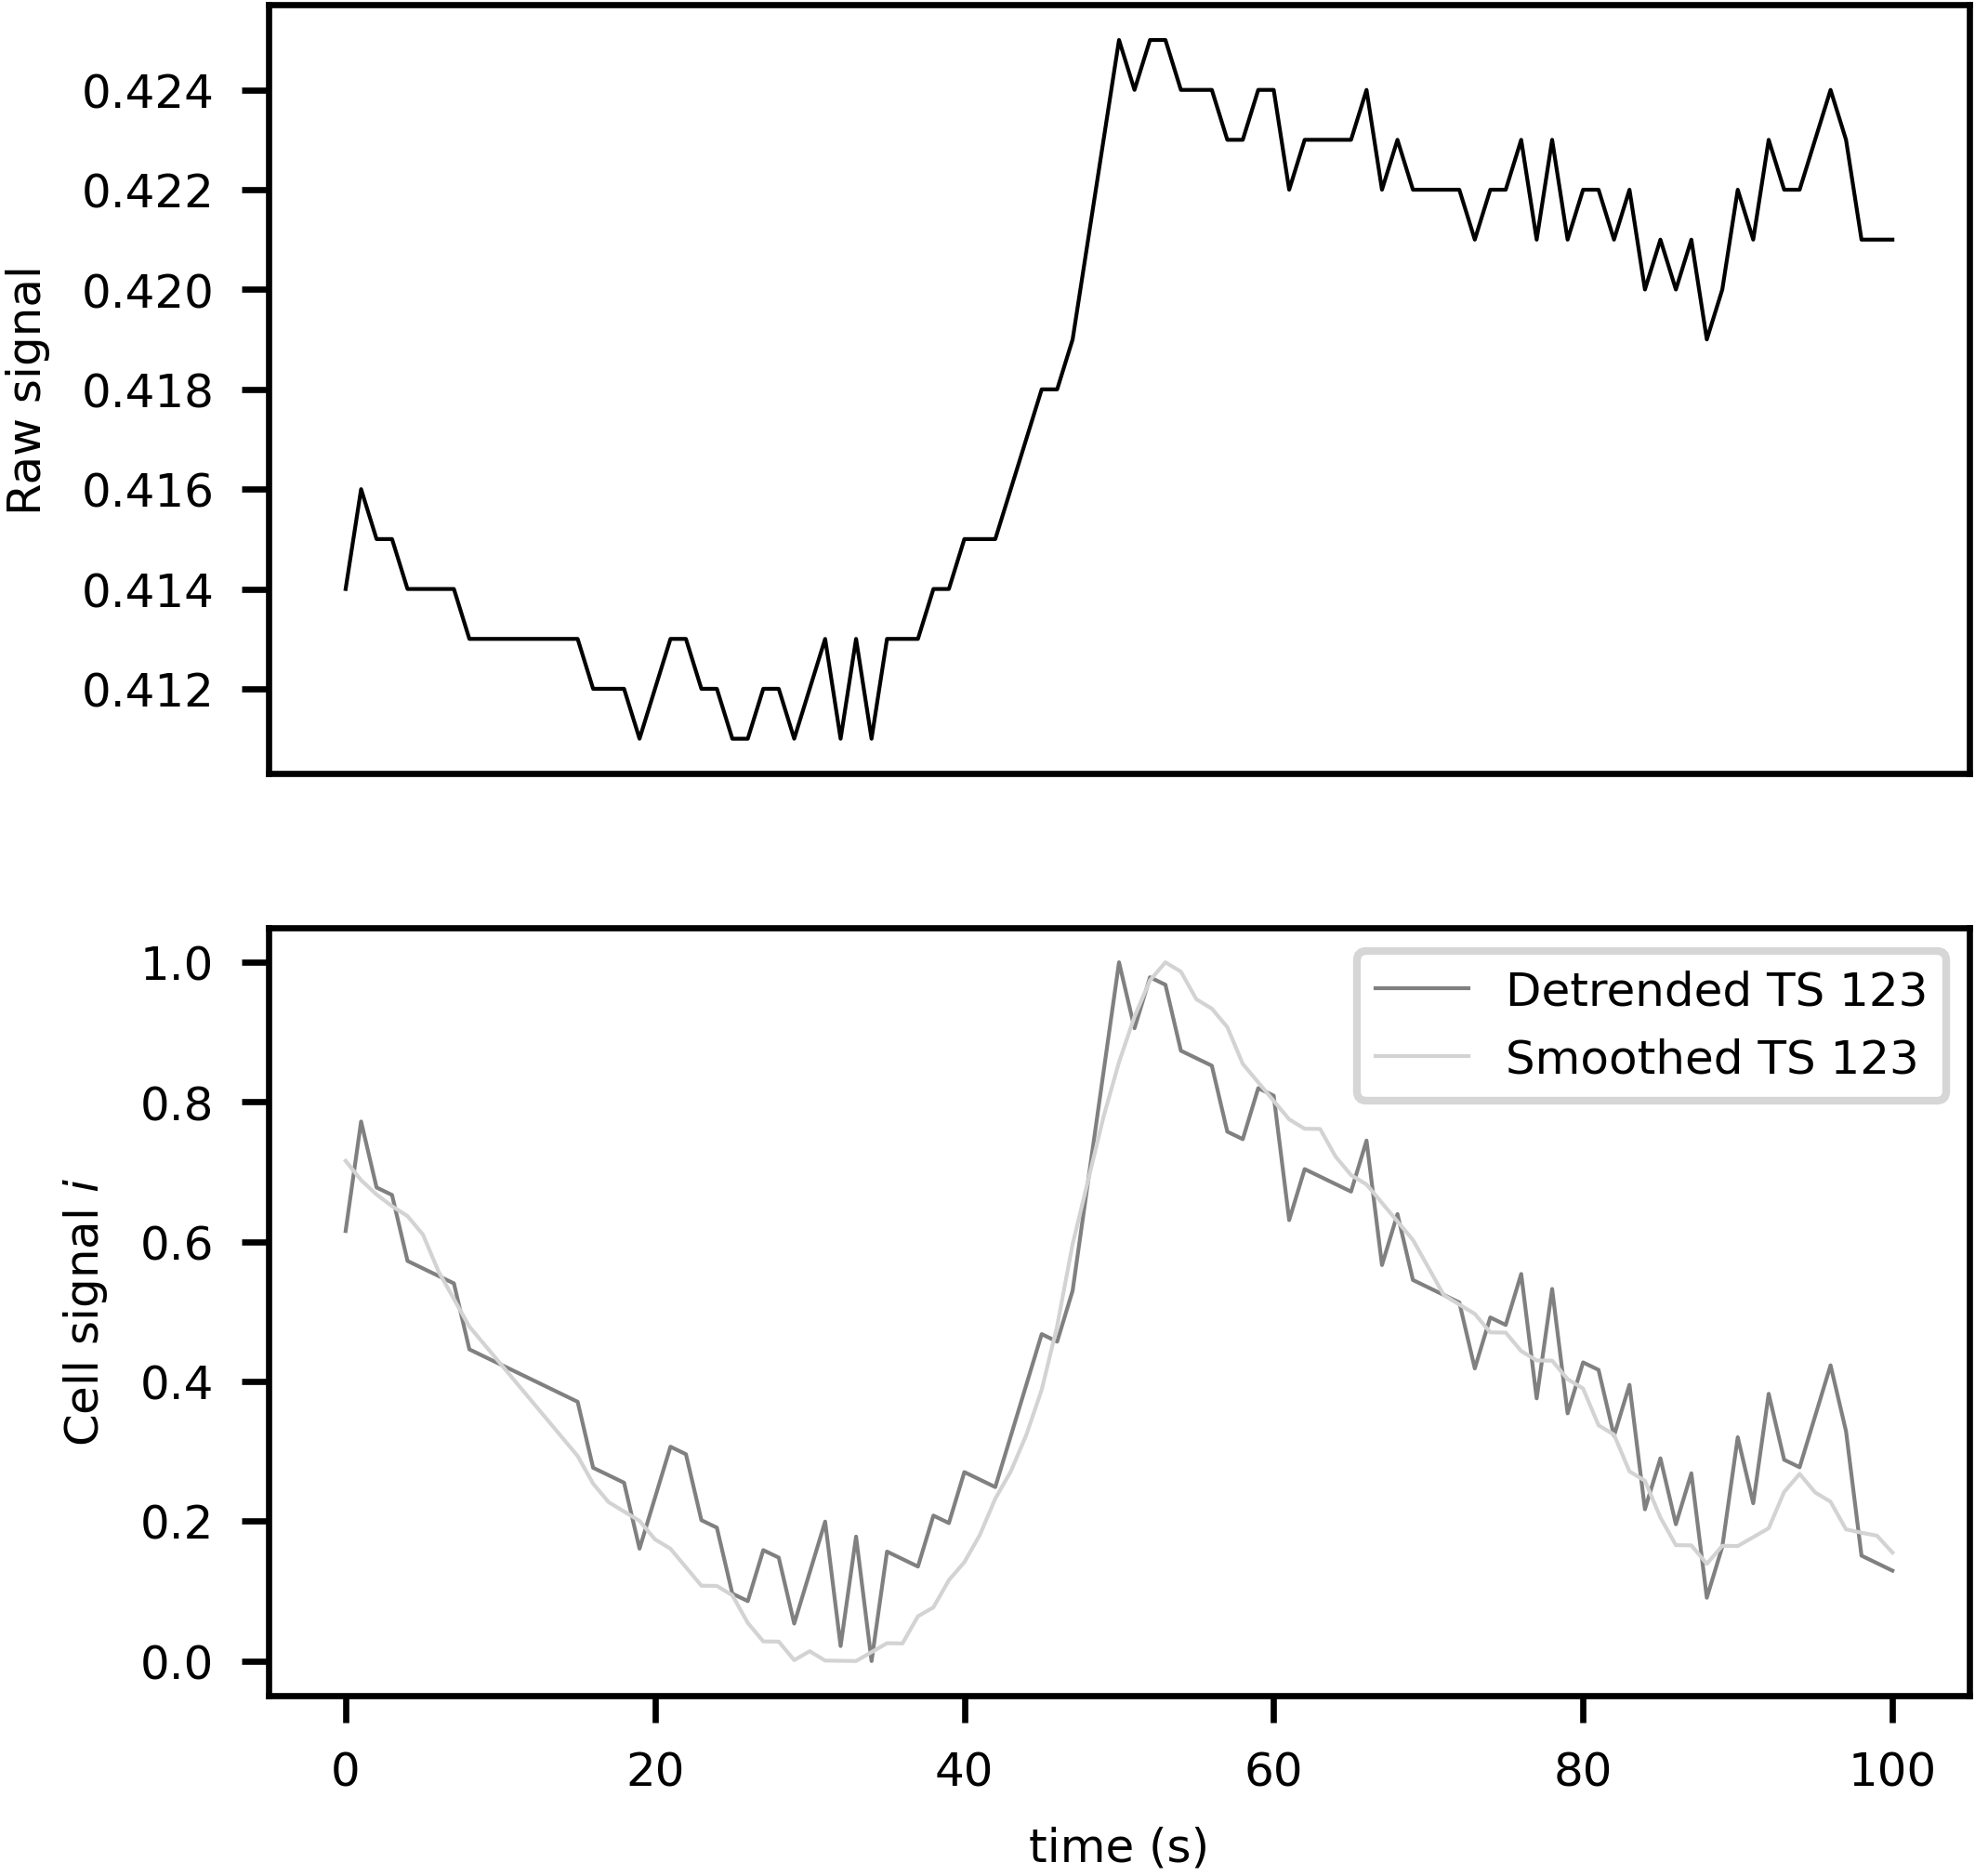 Raw signal
0.424
0.422
0.420
0.418
0.416
0.414
0.412
Cell signal i
1.0
0.8
0.6
0.4
0.2
0.0
Detrended TS 123
Smoothed TS 123
0 20 40 60 80 100
time (s)